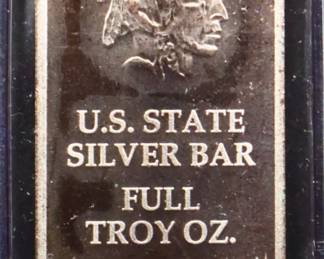 U.S. STATE
SILVER BAR
FULL
TROY OZ.